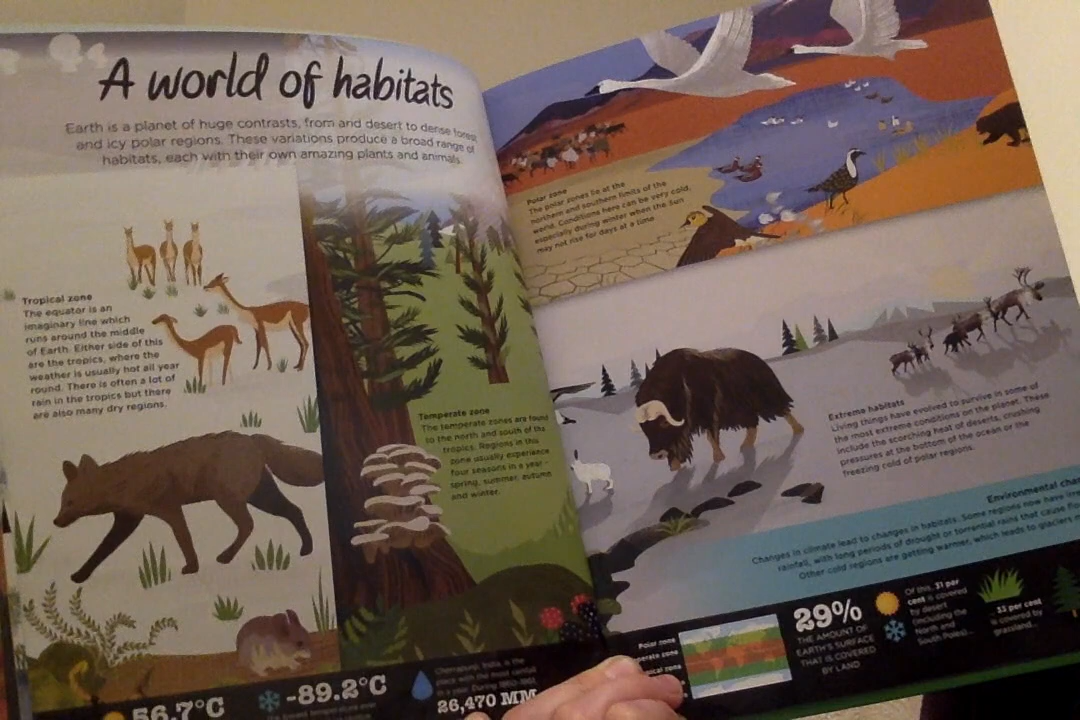 A world of habitats
Earth is a planet of huge contrasts, from arid desert to dense forest
and icy polar regions. These variations produce a broad range of
habitats, each with their own amazing plants and animals.
Tropical zone
The equator is an
imaginary line which
runs around the middle
of Earth. Either side of this
are the tropics, where the
weather is usually hot all year
round. There is often a lot of
rain in the tropics but there
are also many dry regions.
Temperate zone
The temperate zones are found
to the north and south of the
tropics. Regions in this
zone usually experience
four seasons in a year -
spring, summer, autumn
and winter.
56.7°C
-89.2°C
26,470 MM
Polar zone
The polar zones lie at the
northern and southern limits of the
world. Conditions here can be very cold,
especially during winter when the sun
may not rise for days at a time.
Extreme habitats
Living things have evolved to survive in some of
the most extreme conditions on the planet. These
include the scorching heat of deserts, crushing
pressures at the bottom of the ocean or the
freezing cold of polar regions.
Environmental
Changes in climate lead to changes in habitats. Some regions now have
rainfall, with long periods of drought or torrential rains that cause
Other cold regions are getting warmer, which leads to glaciers
Polar zone
29%
THE AMOUNT OF
EARTH'S SURFACE
THAT IS COVERED
BY LAND
Of this, 31 per
cent is covered
by desert
(including the
North and
South Poles)...
33 per cent
is covered by
grassland...